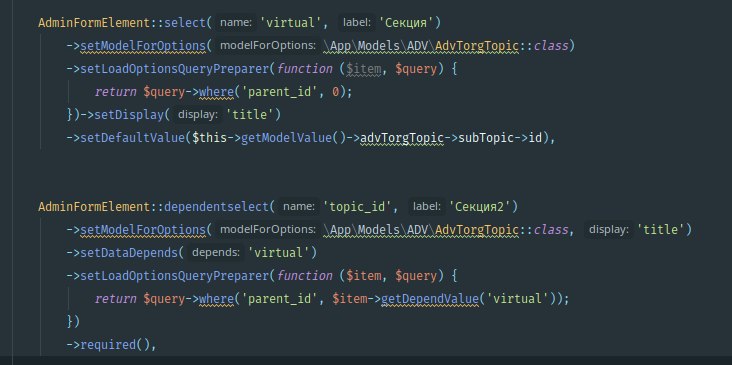 AdminFormElement::select( name: 'virtual', label: 'Секция')
->setModelForOptions( modelForOptions: \App\Models\ADV\AdvTorgTopic::class)
->setLoadOptionsQueryPreparer(function ($item, $query) {
return $query->where('parent_id', 0);
})->setDisplay( display: 'title')
->setDefaultValue($this->getModelValue()->advTorgTopic->subTopic->id),
AdminFormElement::dependentselect( name: 'topic_id', label: 'Секция2')
->setModelForOptions( modelForOptions: \App\Models\ADV\AdvTorgTopic::class, display: 'title')
->setDataDepends( depends: 'virtual')
->setLoadOptionsQueryPreparer(function ($item, $query) {
return $query->where('parent_id', $item->getDependValue('virtual'));
})
->required(),